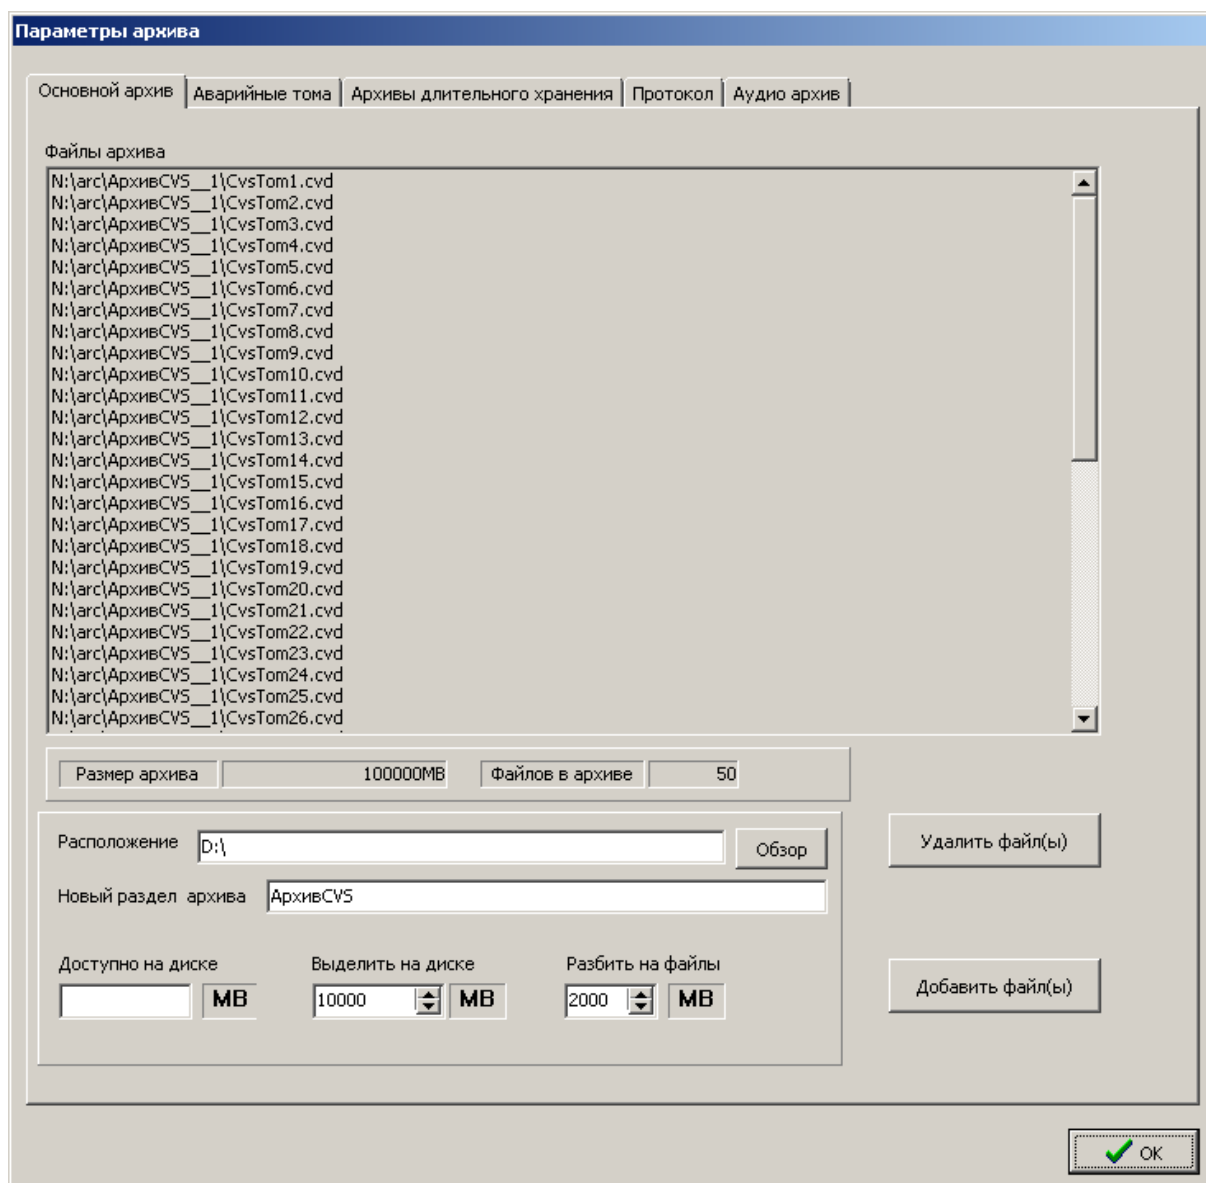 Параметры архива
Основной архив Аварийные тома Архивы длительного хранения Протокол Аудио архив
Файлы архива
N:\arc\АрхивCVS__1\CvsTom1.cvd
N:\arc\АрхивCVS__1\CvsTom2.cvd
N:\arc\АрхивCVS__1\CvsTom3.cvd
N:\arc\АрхивCVS__1\CvsTom4.cvd
N:\arc\АрхивCVS__1\CvsTom5.cvd
N:\arc\АрхивCVS__1\CvsTom6.cvd
N:\arc\АрхивCVS__1\CvsTom7.cvd
N:\arc\АрхивCVS__1\CvsTom8.cvd
N:\arc\АрхивCVS__1\CvsTom9.cvd
N:\arc\АрхивCVS__1\CvsTom10.cvd
N:\arc\АрхивCVS__1\CvsTom11.cvd
N:\arc\АрхивCVS__1\CvsTom12.cvd
N:\arc\АрхивCVS__1\CvsTom13.cvd
N:\arc\АрхивCVS__1\CvsTom14.cvd
N:\arc\АрхивCVS__1\CvsTom15.cvd
N:\arc\АрхивCVS__1\CvsTom16.cvd
N:\arc\АрхивCVS__1\CvsTom17.cvd
N:\arc\АрхивCVS__1\CvsTom18.cvd
N:\arc\АрхивCVS__1\CvsTom19.cvd
N:\arc\АрхивCVS__1\CvsTom20.cvd
N:\arc\АрхивCVS__1\CvsTom21.cvd
N:\arc\АрхивCVS__1\CvsTom22.cvd
N:\arc\АрхивCVS__1\CvsTom23.cvd
N:\arc\АрхивCVS__1\CvsTom24.cvd
N:\arc\АрхивCVS__1\CvsTom25.cvd
N:\arc\АрхивCVS__1\CvsTom26.cvd
Размер архива 100000MB Файлов в архиве 50
Расположение D:\ Обзор Удалить файл(ы)
Новый раздел архива АрхивCVS
Доступно на диске Выделить на диске Разбить на файлы
MB 10000 MB 2000 MB Добавить файл(ы)
OK